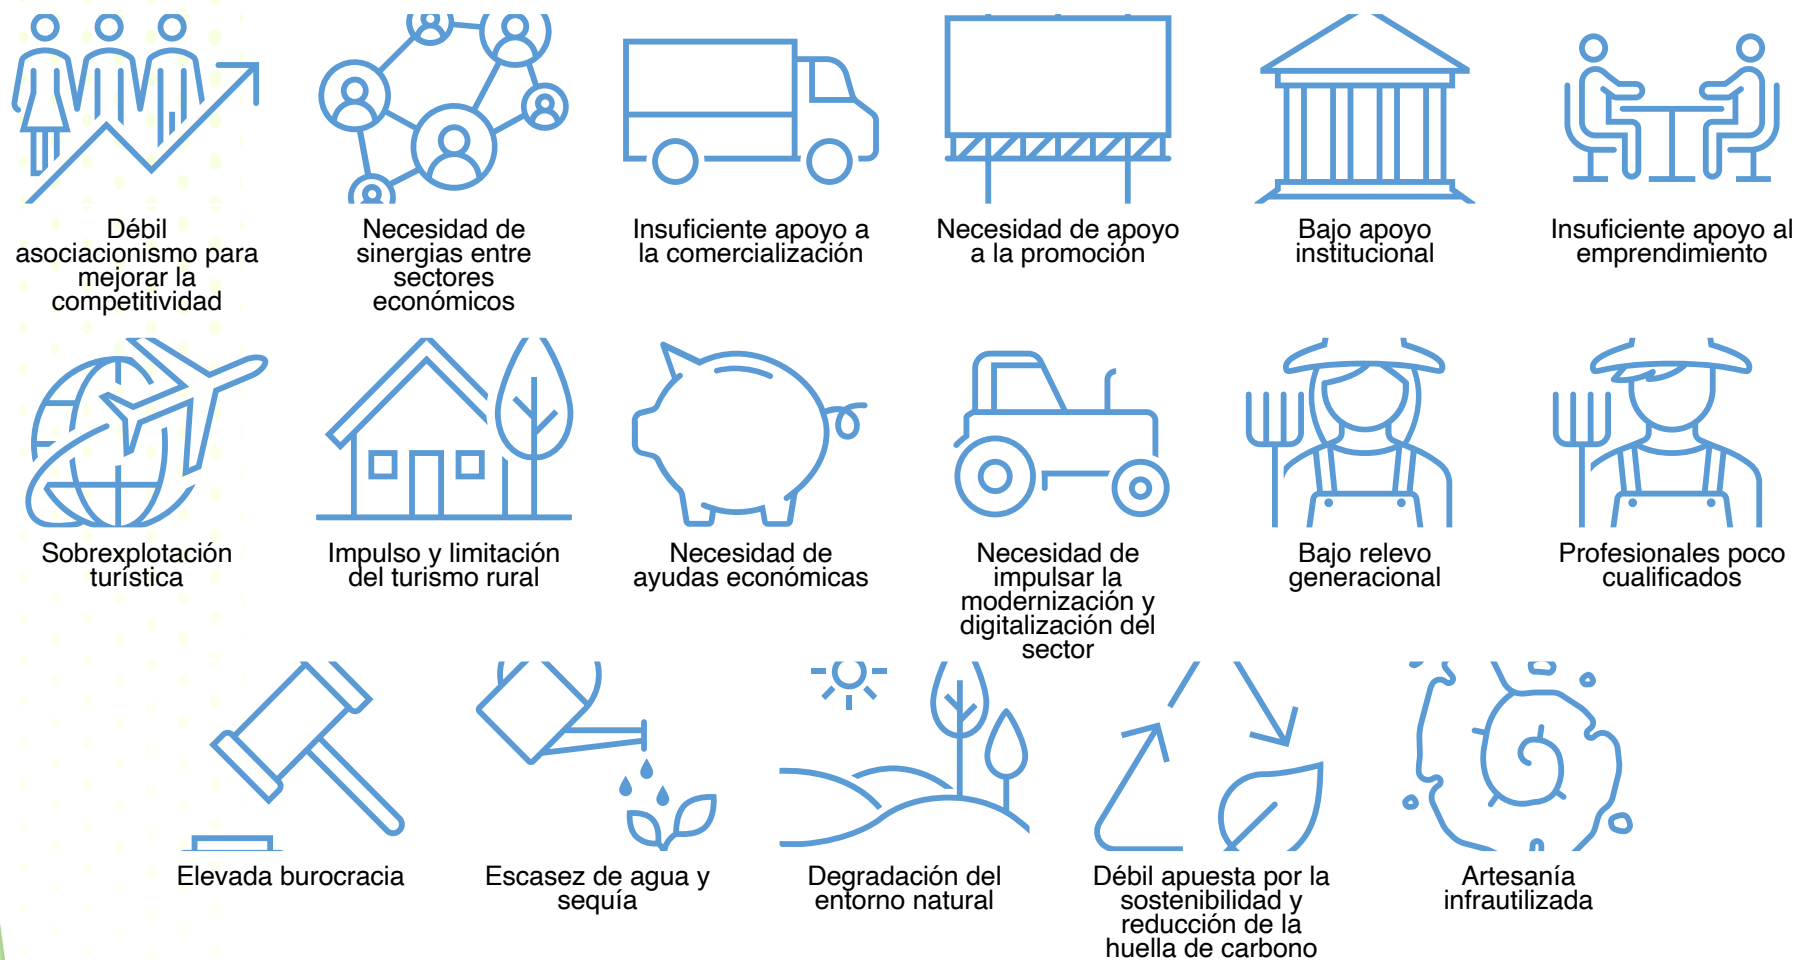 Débil
asociacionismo para
mejorar la
competitividad
Necesidad de
sinergias entre
sectores
económicos
Insuficiente apoyo a
la comercialización
Necesidad de apoyo
a la promoción
Bajo apoyo
institucional
Insuficiente apoyo al
emprendimiento
Sobrexplotación
turística
Impulso y limitación
del turismo rural
Necesidad de
ayudas económicas
Necesidad de
impulsar la
modernización y
digitalización del
sector
Bajo relevo
generacional
Profesionales poco
cualificados
Elevada burocracia
Escasez de agua y
sequía
Degradación del
entorno natural
Débil apuesta por la
sostenibilidad y
reducción de la
huella de carbono
Artesanía
infrautilizada